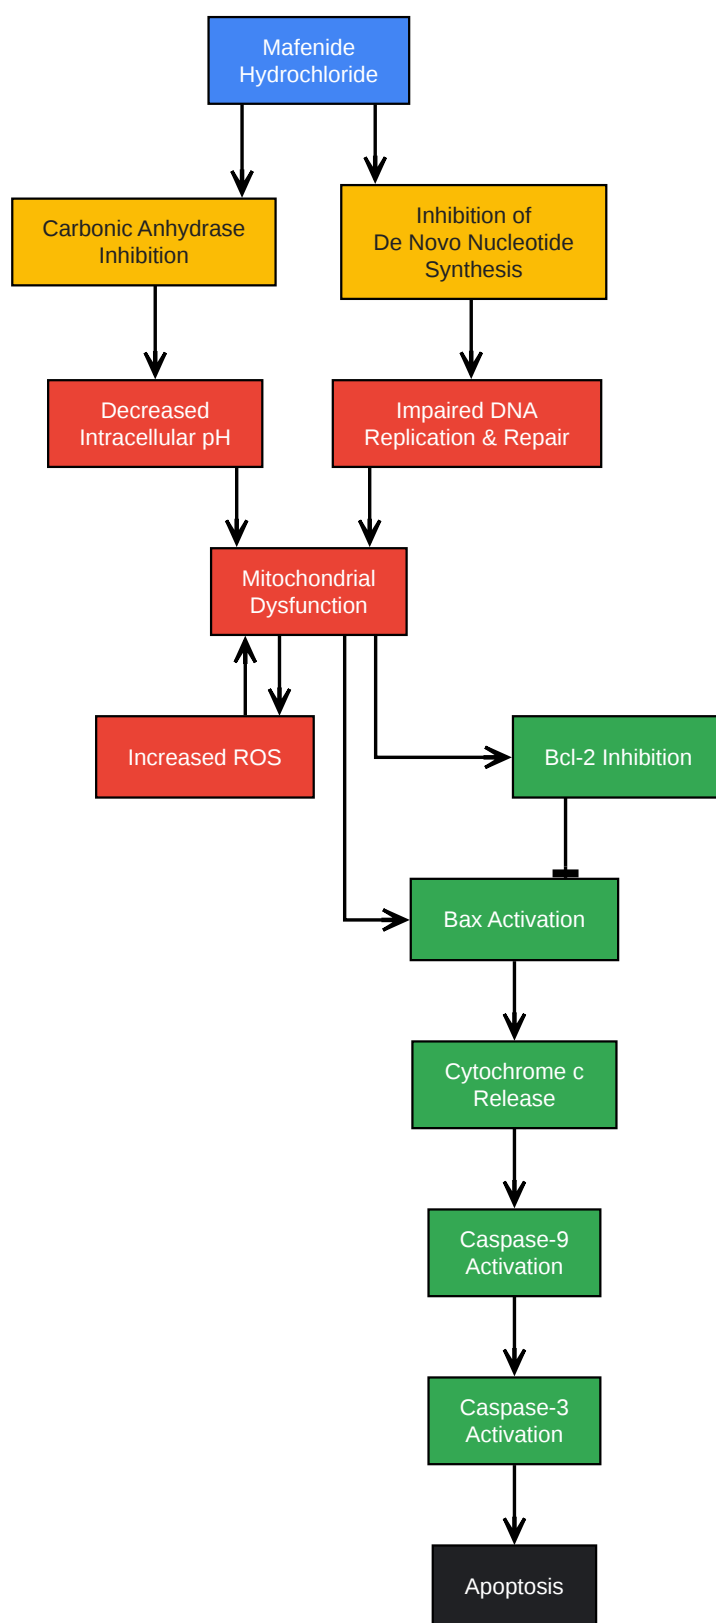 Mafenide
Hydrochloride
Carbonic Anhydrase
Inhibition
Inhibition of
De Novo Nucleotide
Synthesis
Decreased
Intracellular pH
Impaired DNA
Replication & Repair
Mitochondrial
Dysfunction
Increased ROS
Bcl-2 Inhibition
Bax Activation
Cytochrome c
Release
Caspase-9
Activation
Caspase-3
Activation
Apoptosis